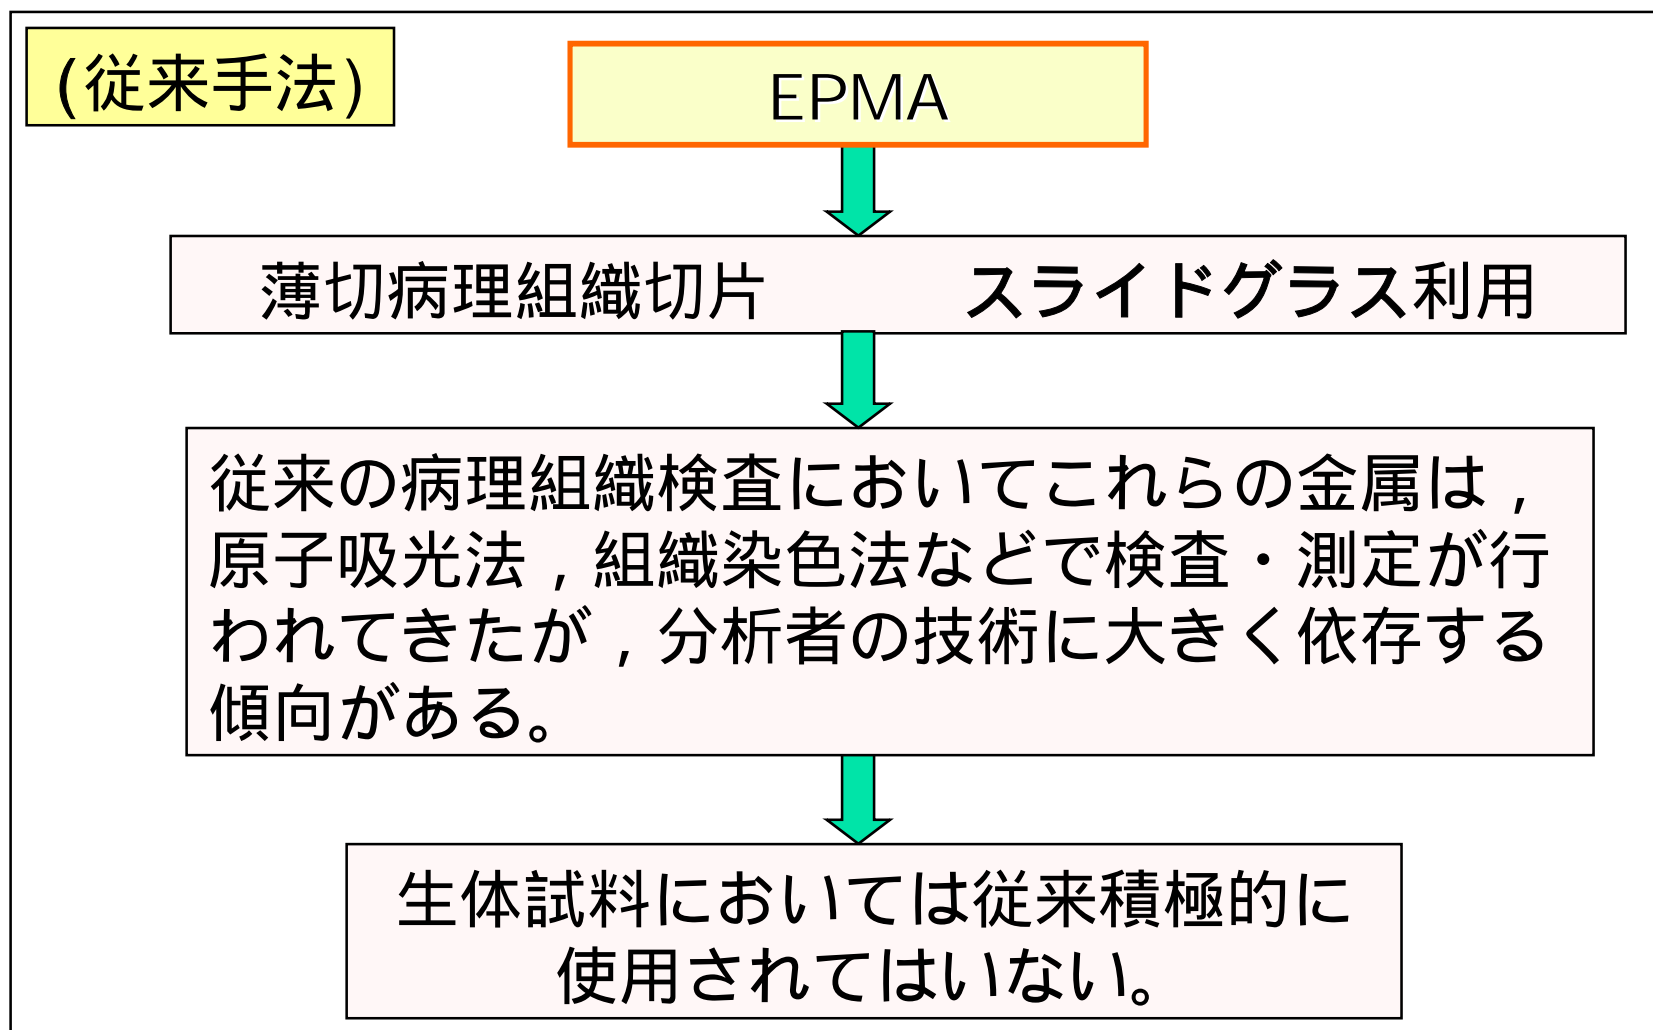 (従来手法)
EPMA
薄切病理組織切片　　　スライドグラス利用
従来の病理組織検査においてこれらの金属は，
原子吸光法，組織染色法などで検査・測定が行
われてきたが，分析者の技術に大きく依存する
傾向がある。
生体試料においては従来積極的に
使用されてはいない。